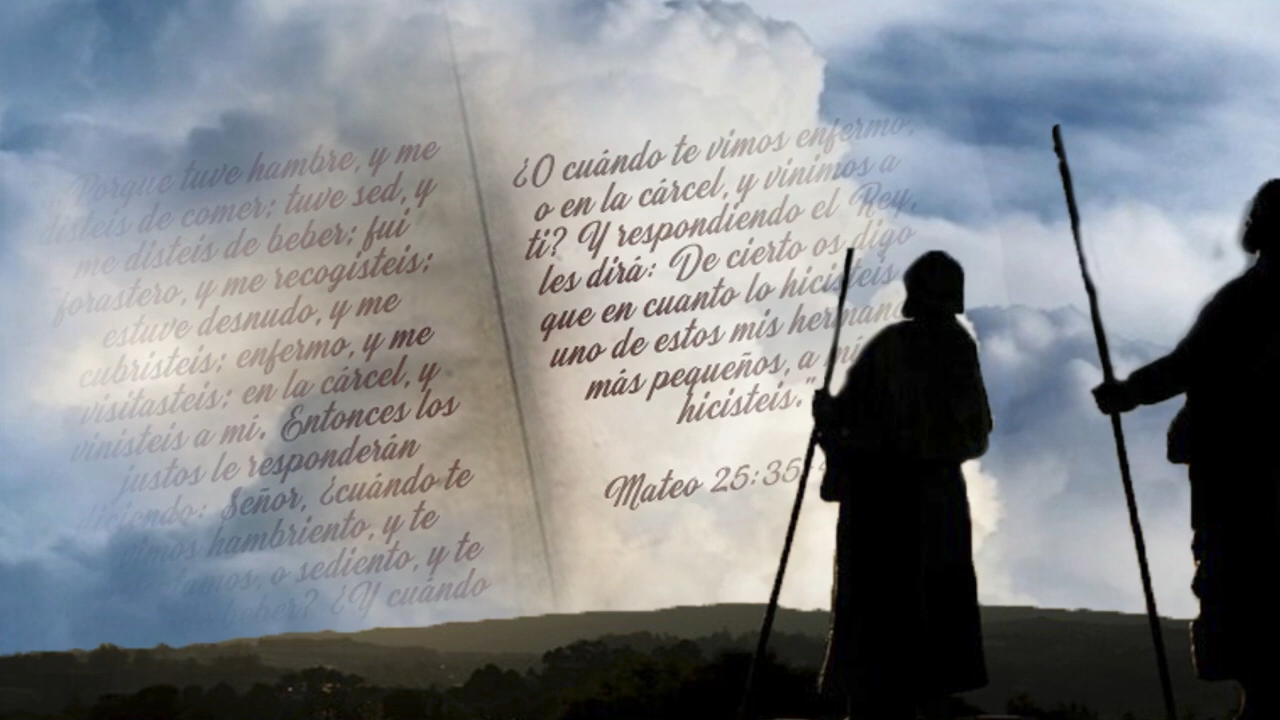 Porque tuve hambre, y me
disteis de comer; tuve sed, y
me disteis de beber; fui
forastero, y me recogisteis;
estuve desnudo, y me
cubristeis; enfermo, y me
visitasteis; en la cárcel, y
vinisteis a mi. Entonces los
justos le responderán
diciendo: Señor, ¿cuándo te
vimos hambriento, y te
o sediento, y te
beber? ¿Y cuándo
¿O cuándo te vimos enfermo,
o en la cárcel, y vinimos a
ti? Y respondiendo el Rey,
les dirá: De cierto os digo
que en cuanto lo hicisteis
uno de estos mis hermano
más pequeños, a mí
hicisteis."
Mateo 25:35